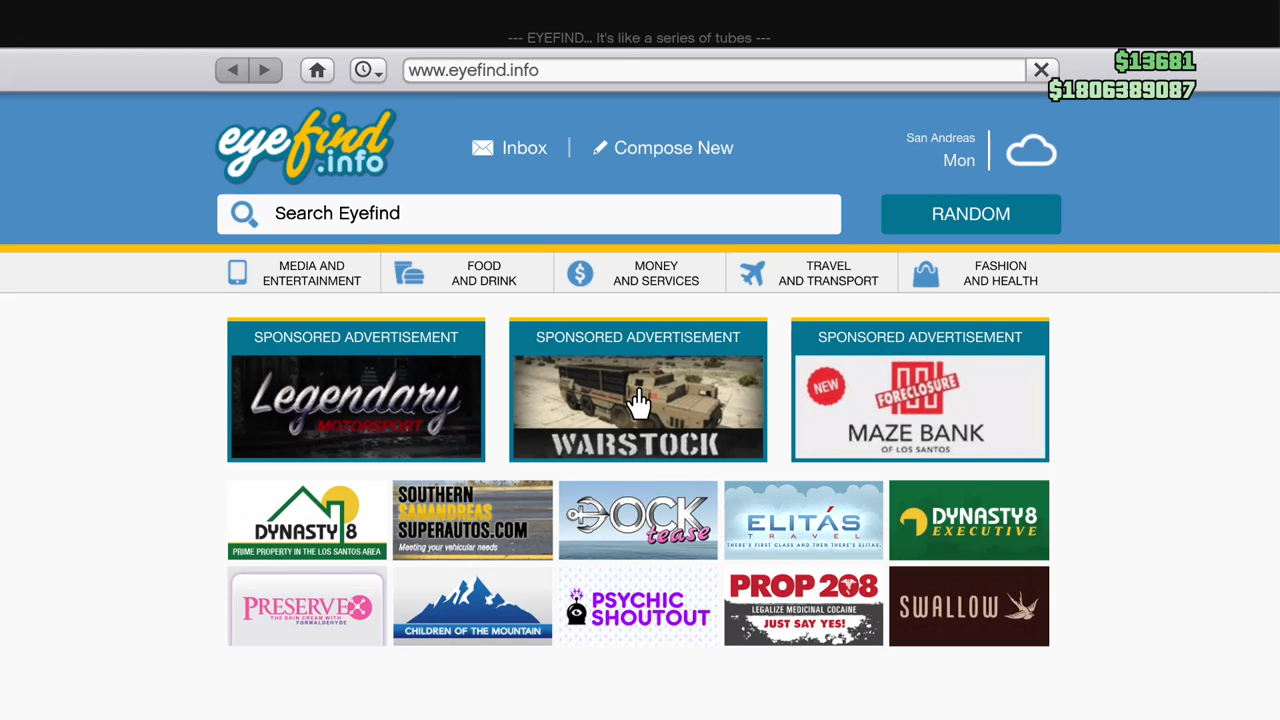 --- EYEFIND... It's like a series of tubes ---
www.eyefind.info
$13681
$1806389087
eyefind
.info
Inbox
Compose New
San Andreas
Mon
Search Eyefind
RANDOM
MEDIA AND
ENTERTAINMENT
FOOD
AND DRINK
MONEY
AND SERVICES
TRAVEL
AND TRANSPORT
FASHION
AND HEALTH
SPONSORED ADVERTISEMENT
SPONSORED ADVERTISEMENT
SPONSORED ADVERTISEMENT
Legendary
MOTORSPORT
WARSTOCK
NEW
FORECLOSURE
MAZE BANK
OF LOS SANTOS
DYNASTY 8
PRIME PROPERTY IN THE LOS SANTOS AREA
SOUTHERN
SANANDREAS
SUPERAUTOS.COM
Meeting your vehicular needs
DOCK
tease
ELITÁS
TRAVEL
THERE'S FIRST CLASS AND THEN THERE'S ELITAS.
DYNASTY 8
EXECUTIVE
PRESERVEX
THE SKIN CREAM WITH
FORMALDEHYDE
CHILDREN OF THE MOUNTAIN
PSYCHIC
SHOUTOUT
PROP 208
LEGALIZE MEDICINAL COCAINE
JUST SAY YES!
SWALLOW